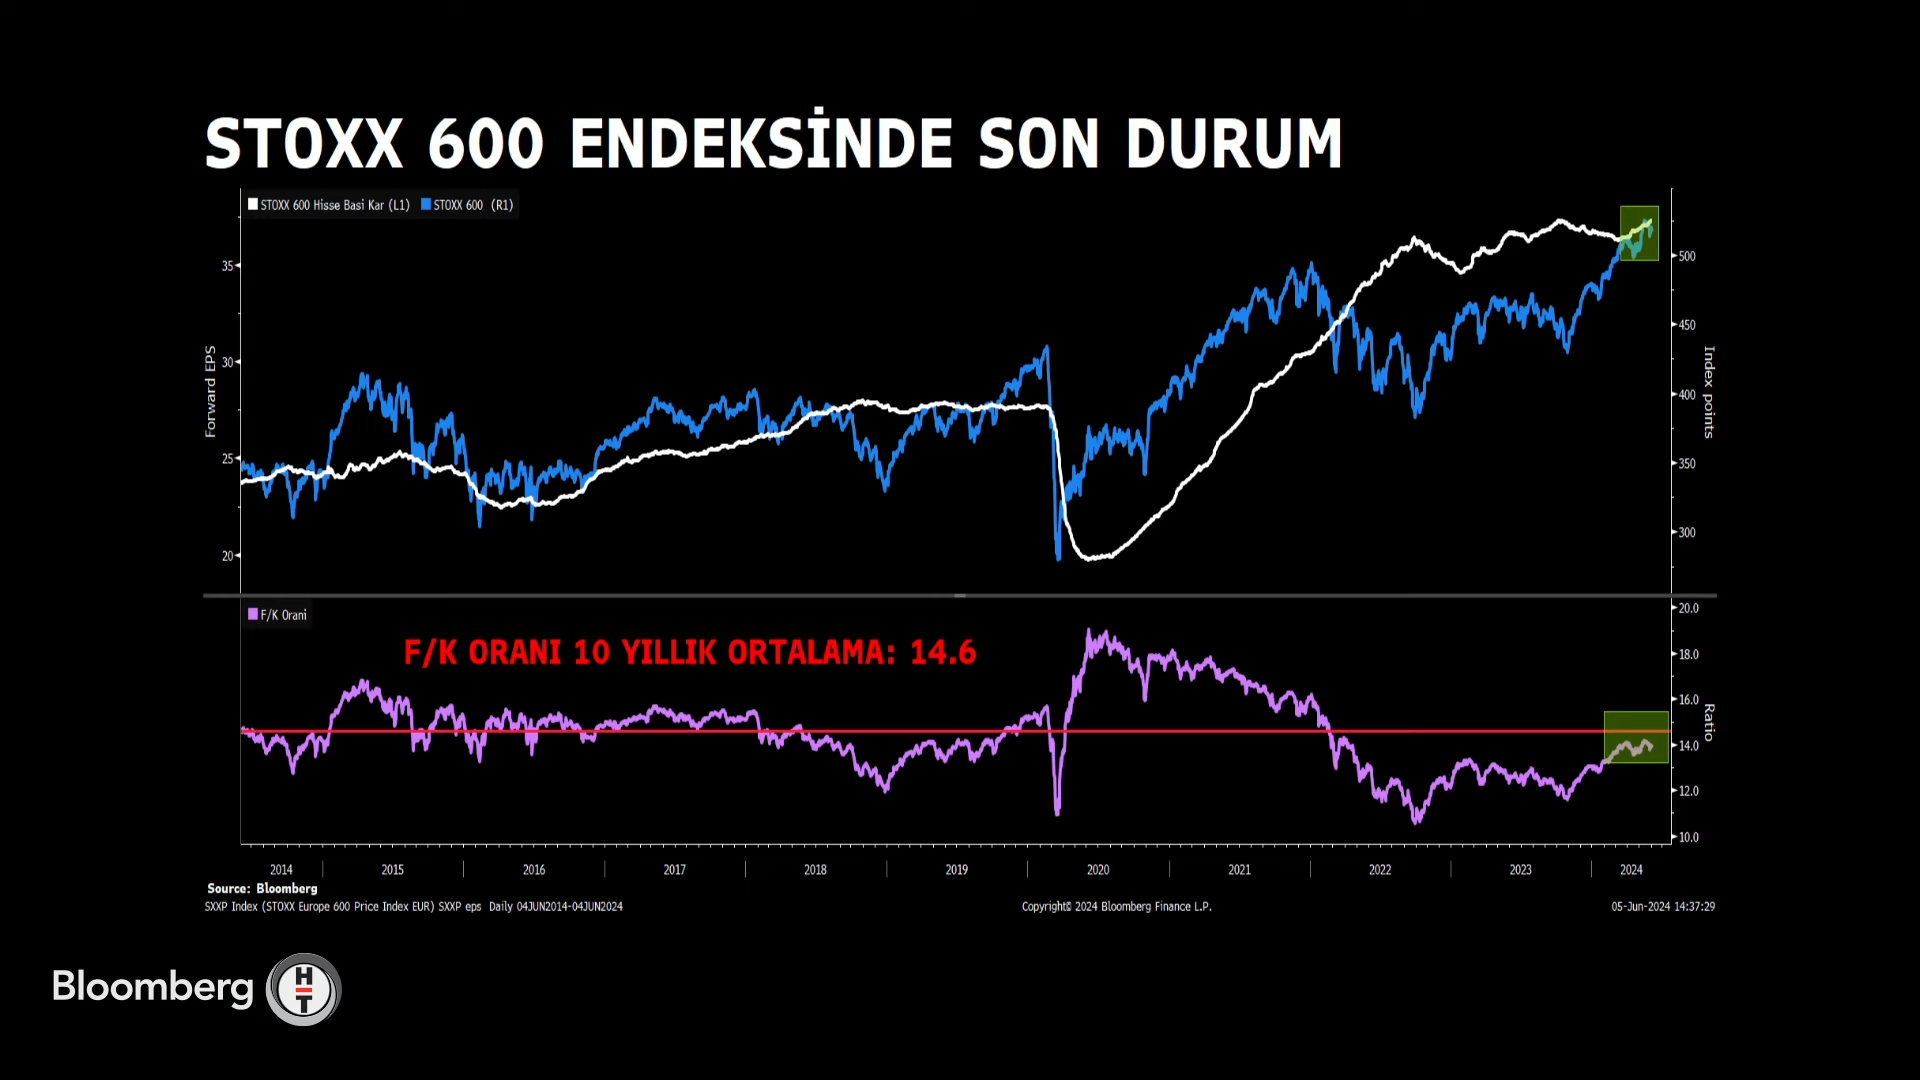 STOXX 600 ENDEKSİNDE SON DURUM
STOXX 600 Hisse Basi Kar (L1) STOXX 600 (R1)
35
30
25
20
Forward EPS
500
450
400
350
300
Index points
F/K Orani
F/K ORANI 10 YILLIK ORTALAMA: 14.6
20.0
18.0
16.0
14.0
12.0
10.0
Ratio
2014 2015 2016 2017 2018 2019 2020 2021 2022 2023 2024
Source: Bloomberg
SXXP Index (STOXX Europe 600 Price Index EUR) SXXP eps Daily 04JUN2014-04JUN2024 Copyright© 2024 Bloomberg Finance L.P. 05-Jun-2024 14:37:29
Bloomberg HT